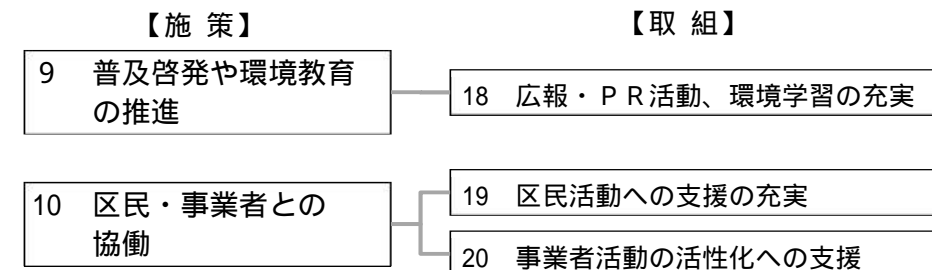 【施 策】
【取 組】
9 普及啓発や環境教育
の推進
18 広報・ＰＲ活動、環境学習の充実
10 区民・事業者との
協働
19 区民活動への支援の充実
20 事業者活動の活性化への支援